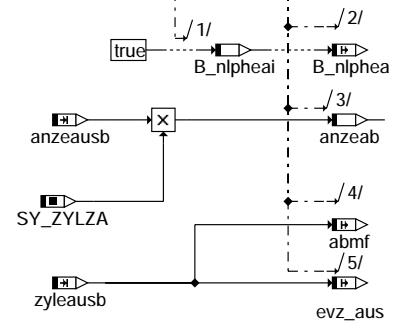 1/
2/
true
B_nlpheai
B_nlphea
3/
anzeausb
×
anzeab
SY_ZYLZA
4/
abmf
5/
zyleausb
evz_aus